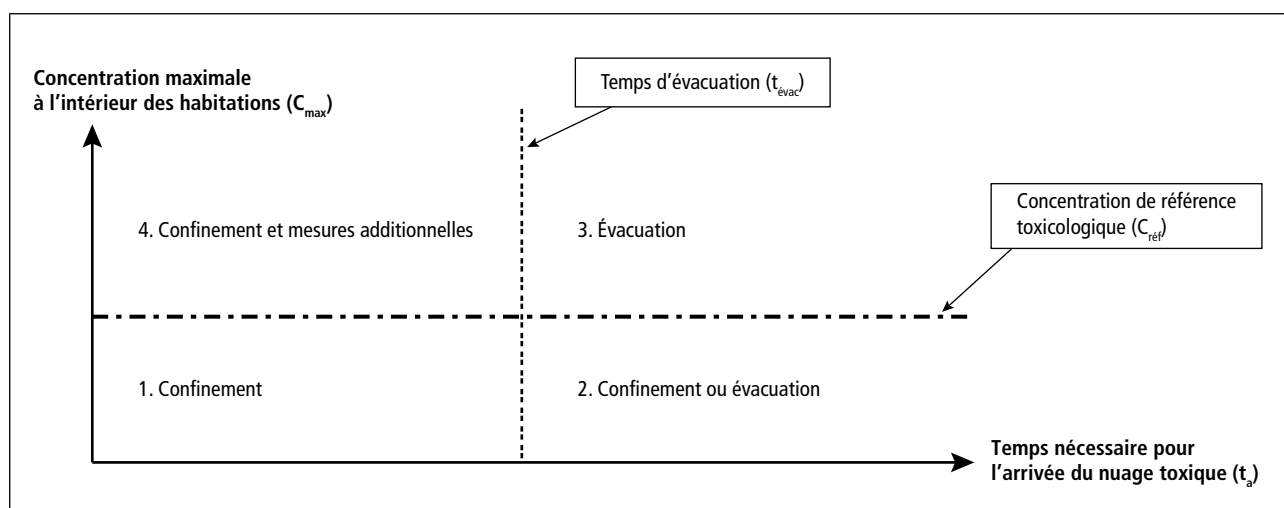 Concentration maximale
à l'intérieur des habitations (Cmax)
Temps d'évacuation (tévac)
Concentration de référence
toxicologique (Créf)
4. Confinement et mesures additionnelles
3. Évacuation
1. Confinement
2. Confinement ou évacuation
Temps nécessaire pour
l'arrivée du nuage toxique (ta)